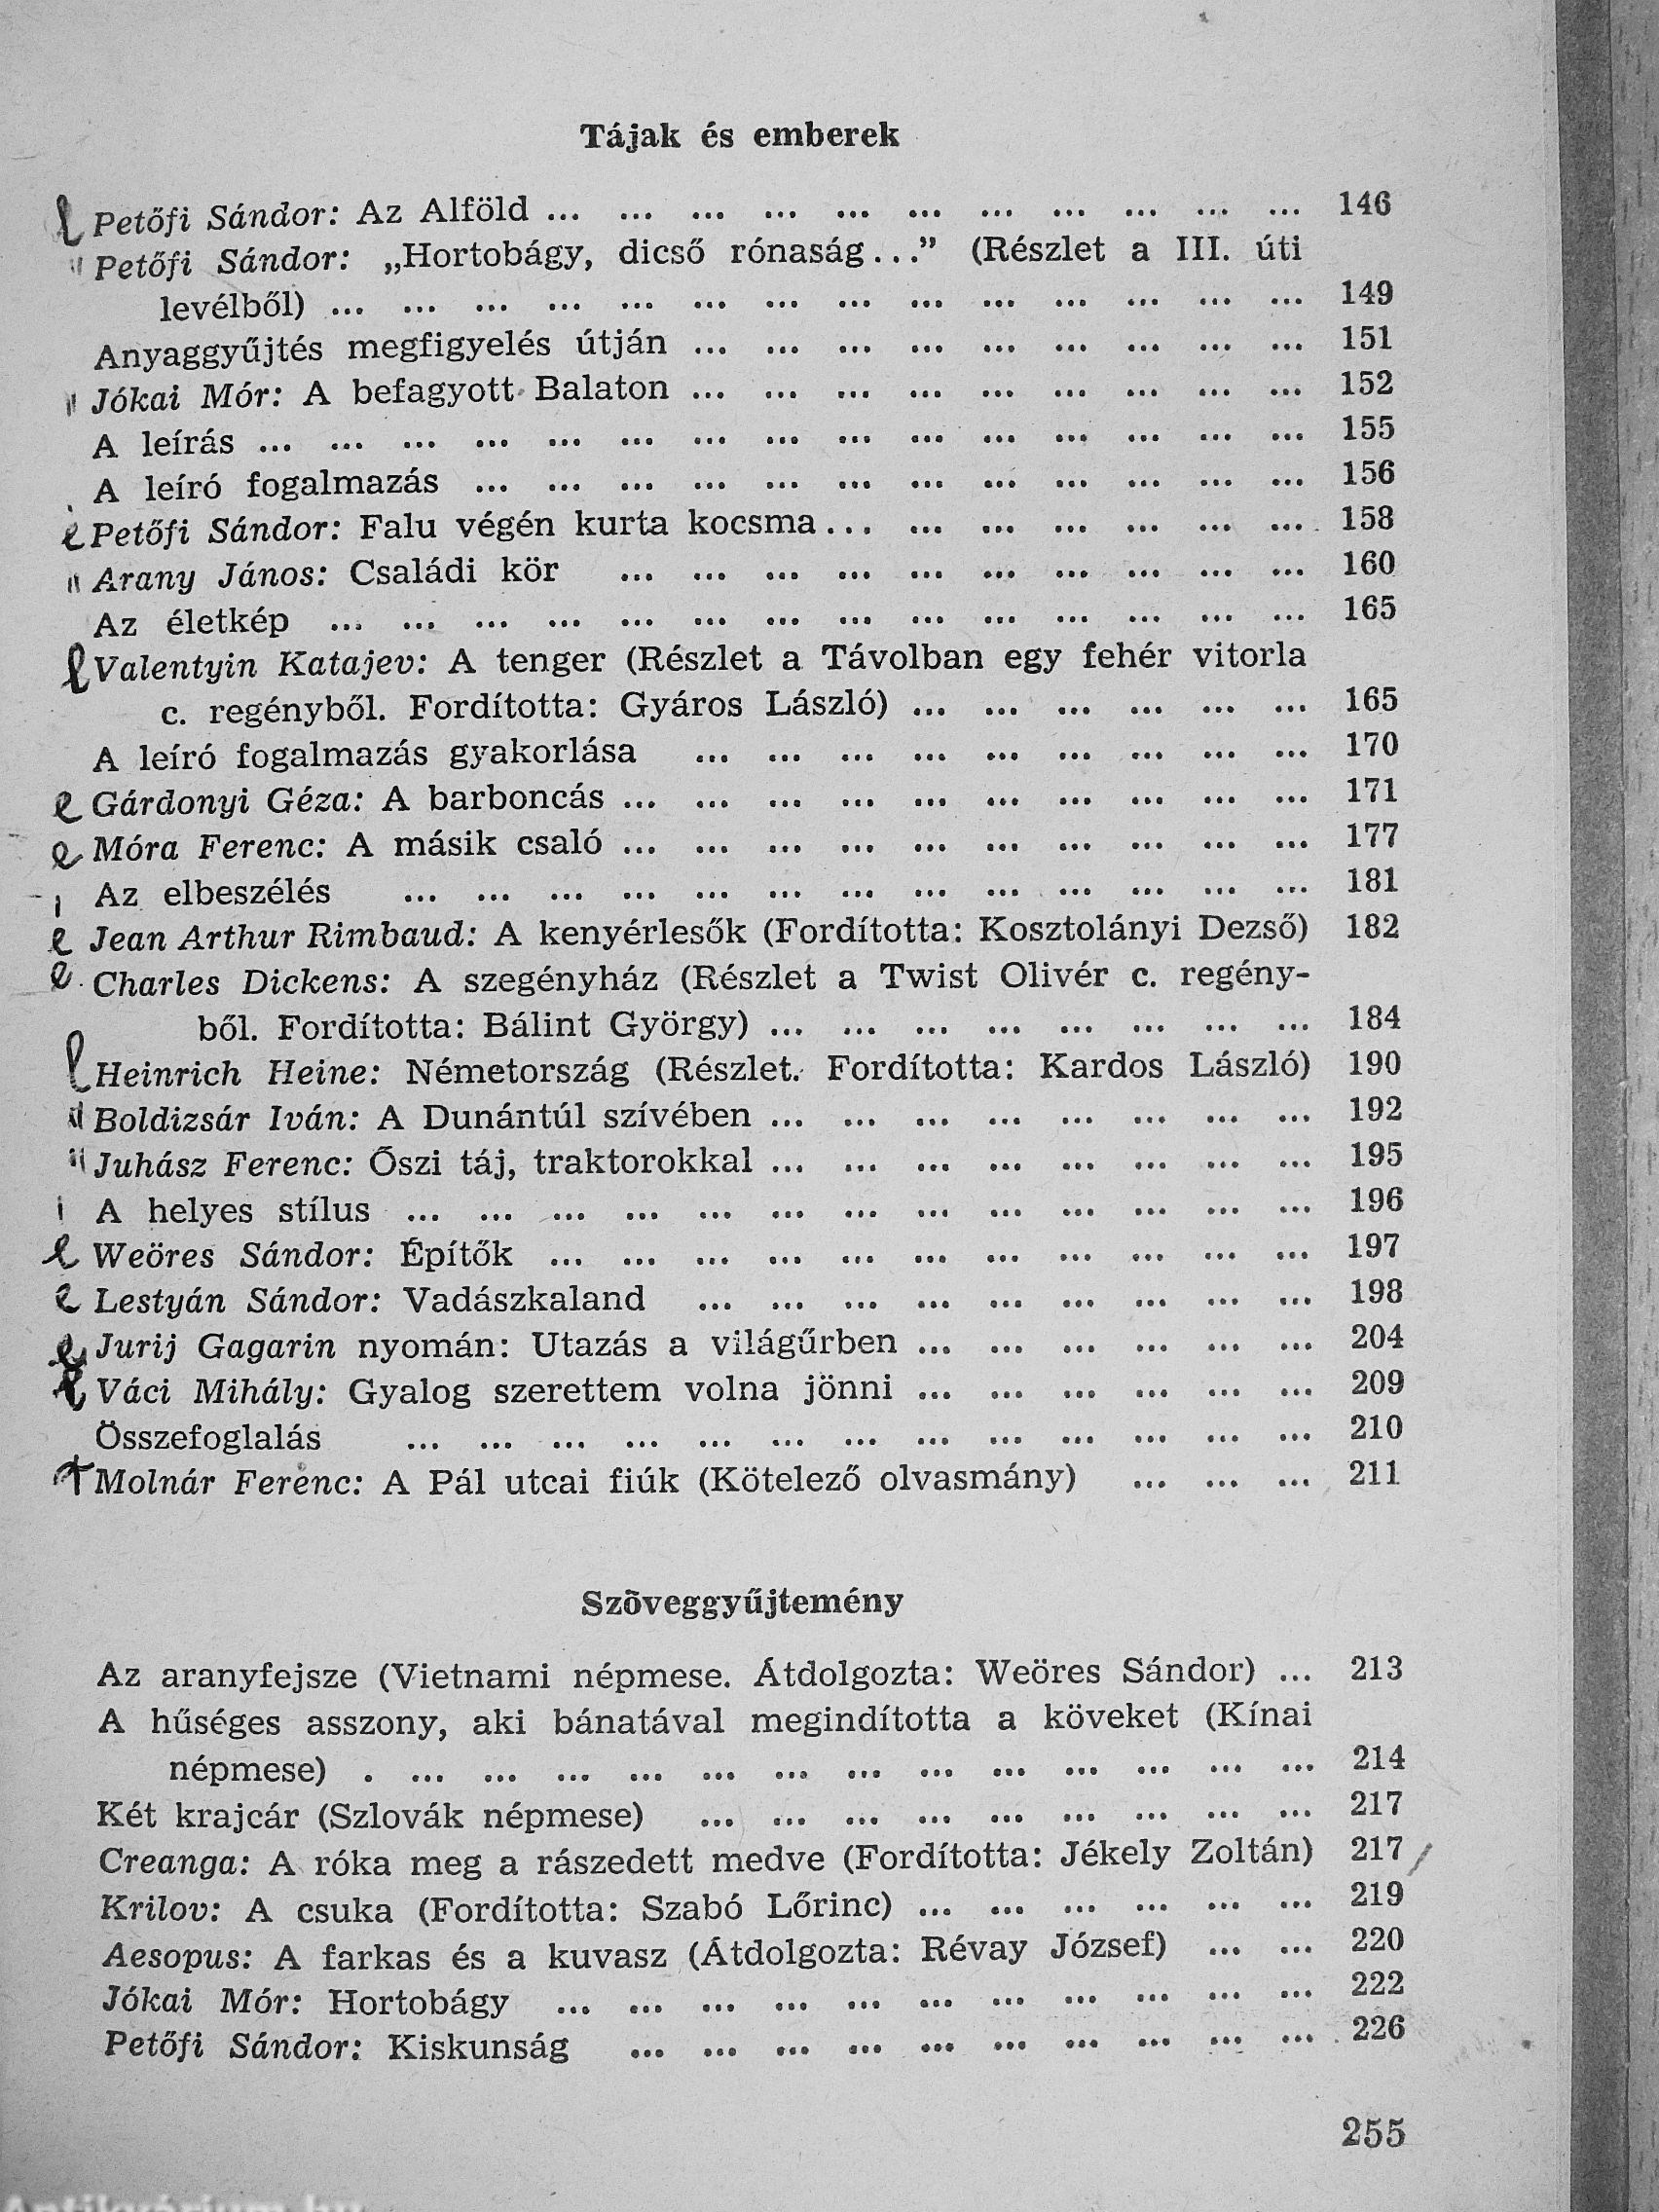 Tájak és emberek
Petőfi Sándor: Az Alföld ... ... ... ... ... ... ... ... ... ... ... 146
Petőfi Sándor: „Hortobágy, dicső rónaság...” (Részlet a III. úti
levélből) ... ... ... ... ... ... ... ... ... ... ... ... ... ... 149
Anyaggyűjtés megfigyelés útján ... ... ... ... ... ... ... ... ... 151
Jókai Mór: A befagyott Balaton ... ... ... ... ... ... ... ... ... 152
A leírás ... ... ... ... ... ... ... ... ... ... ... ... ... ... ... 155
A leíró fogalmazás ... ... ... ... ... ... ... ... ... ... ... ... 156
Petőfi Sándor: Falu végén kurta kocsma... ... ... ... ... ... ... 158
Arany János: Családi kör ... ... ... ... ... ... ... ... ... ... 160
Az életkép ... ... ... ... ... ... ... ... ... ... ... ... ... ... 165
Valentyin Katajev: A tenger (Részlet a Távolban egy fehér vitorla
c. regényből. Fordította: Gyáros László) ... ... ... ... ... ... 165
A leíró fogalmazás gyakorlása ... ... ... ... ... ... ... ... ... 170
Gárdonyi Géza: A barboncás ... ... ... ... ... ... ... ... ... ... 171
Móra Ferenc: A másik csaló ... ... ... ... ... ... ... ... ... ... 177
Az elbeszélés ... ... ... ... ... ... ... ... ... ... ... ... ... 181
Jean Arthur Rimbaud: A kenyérlesők (Fordította: Kosztolányi Dezső) 182
Charles Dickens: A szegényház (Részlet a Twist Olivér c. regény-
ből. Fordította: Bálint György) ... ... ... ... ... ... ... ... 184
Heinrich Heine: Németország (Részlet. Fordította: Kardos László) 190
Boldizsár Iván: A Dunántúl szívében ... ... ... ... ... ... ... ... 192
Juhász Ferenc: Őszi táj, traktorokkal ... ... ... ... ... ... ... ... 195
A helyes stílus ... ... ... ... ... ... ... ... ... ... ... ... ... 196
Weöres Sándor: Építők ... ... ... ... ... ... ... ... ... ... ... 197
Lestyán Sándor: Vadászkaland ... ... ... ... ... ... ... ... ... 198
Jurij Gagarin nyomán: Utazás a világűrben ... ... ... ... ... ... 204
Váci Mihály: Gyalog szerettem volna jönni ... ... ... ... ... ... 209
Összefoglalás ... ... ... ... ... ... ... ... ... ... ... ... ... 210
Molnár Ferenc: A Pál utcai fiúk (Kötelező olvasmány) ... ... ... 211
Szöveggyűjtemény
Az aranyfejsze (Vietnami népmese. Átdolgozta: Weöres Sándor) ... 213
A hűséges asszony, aki bánatával megindította a köveket (Kínai
népmese) . ... ... ... ... ... ... ... ... ... ... ... ... ... 214
Két krajcár (Szlovák népmese) ... ... ... ... ... ... ... ... ... 217
Creanga: A róka meg a rászedett medve (Fordította: Jékely Zoltán) 217
Krilov: A csuka (Fordította: Szabó Lőrinc) ... ... ... ... ... ... 219
Aesopus: A farkas és a kuvasz (Átdolgozta: Révay József) ... ... 220
Jókai Mór: Hortobágy ... ... ... ... ... ... ... ... ... ... ... 222
Petőfi Sándor: Kiskunság ... ... ... ... ... ... ... ... ... ... 226
255